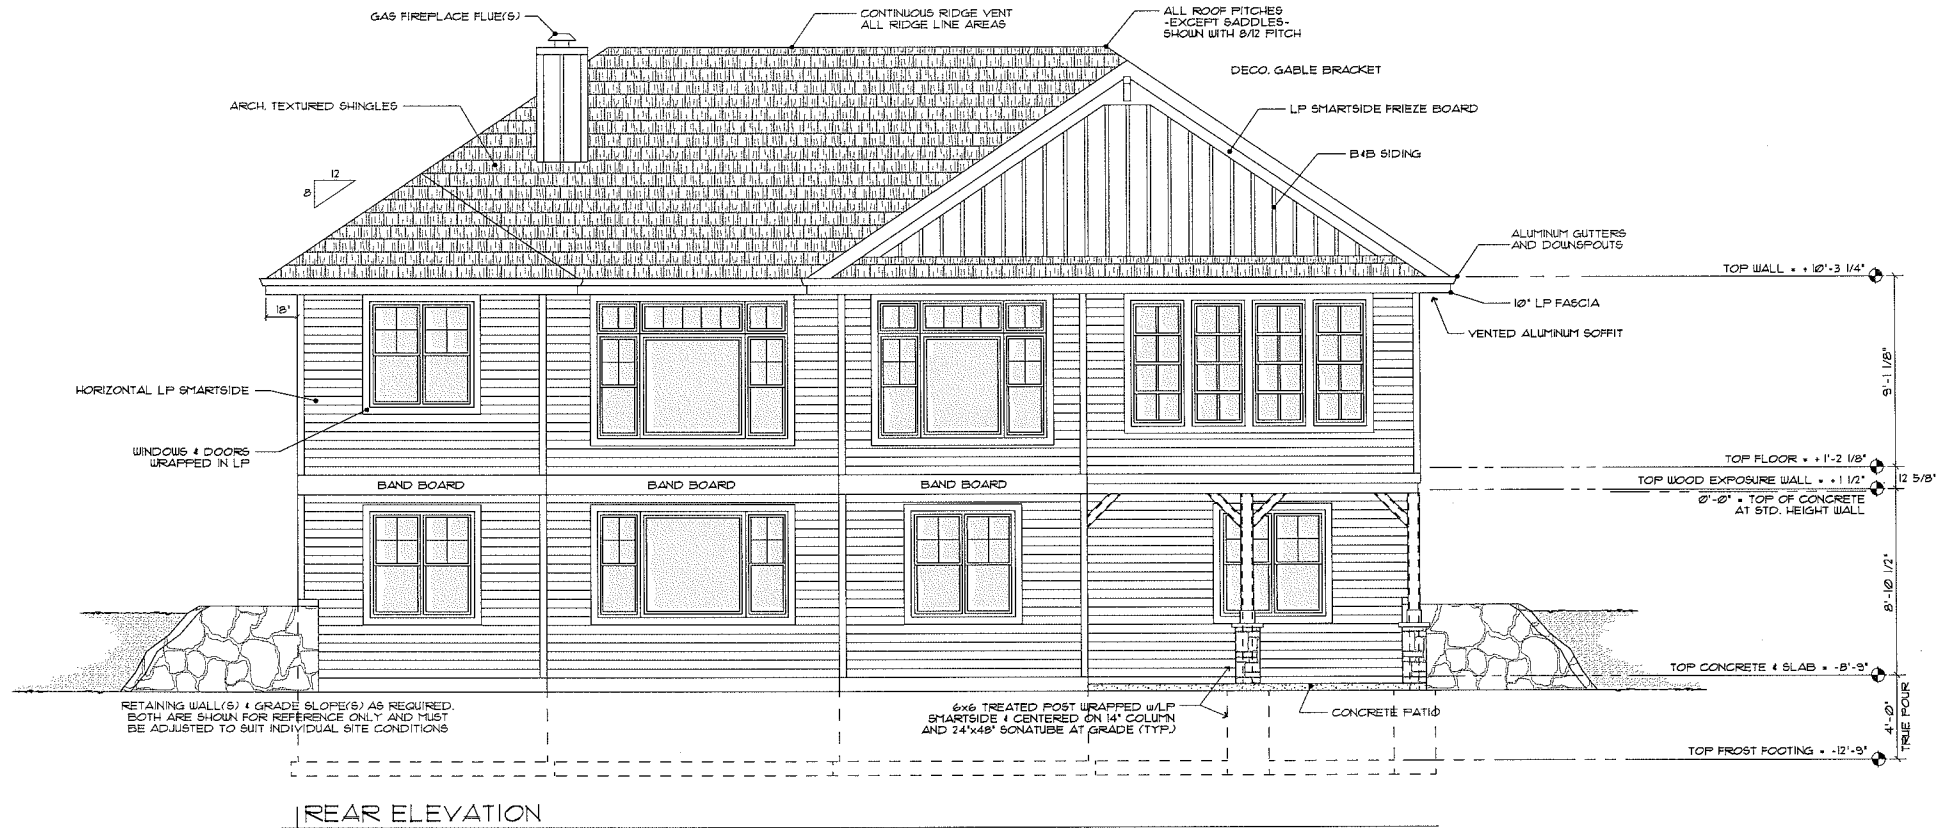 GAS FIREPLACE FLUE(S)
CONTINUOUS RIDGE VENT
ALL RIDGE LINE AREAS
ALL ROOF PITCHES
-EXCEPT SADDLES-
SHOWN WITH 8/12 PITCH
DECO. GABLE BRACKET
ARCH. TEXTURED SHINGLES
LP SMARTSIDE FRIEZE BOARD
B&B SIDING
12
8
ALUMINUM GUTTERS
AND DOWNSPOUTS
TOP WALL = + 10'-3 1/4"
18"
10" LP FASCIA
VENTED ALUMINUM SOFFIT
HORIZONTAL LP SMARTSIDE
9'-1 1/8"
WINDOWS & DOORS
WRAPPED IN LP
TOP FLOOR = +1'-2 1/8"
BAND BOARD
BAND BOARD
BAND BOARD
TOP WOOD EXPOSURE WALL = +1 1/2"
12 5/8"
0'-0" = TOP OF CONCRETE
AT STD. HEIGHT WALL
8'-10 1/2"
TOP CONCRETE & SLAB = -8'-9"
RETAINING WALL(S) & GRADE SLOPE(S) AS REQUIRED.
BOTH ARE SHOWN FOR REFERENCE ONLY AND MUST
BE ADJUSTED TO SUIT INDIVIDUAL SITE CONDITIONS
6x6 TREATED POST WRAPPED w/LP
SMARTSIDE & CENTERED ON 14" COLUMN
AND 24"x48" SONATUBE AT GRADE (TYP.)
CONCRETE PATIO
4'-0"
TRUE POUR
TOP FROST FOOTING = -12'-9"
REAR ELEVATION